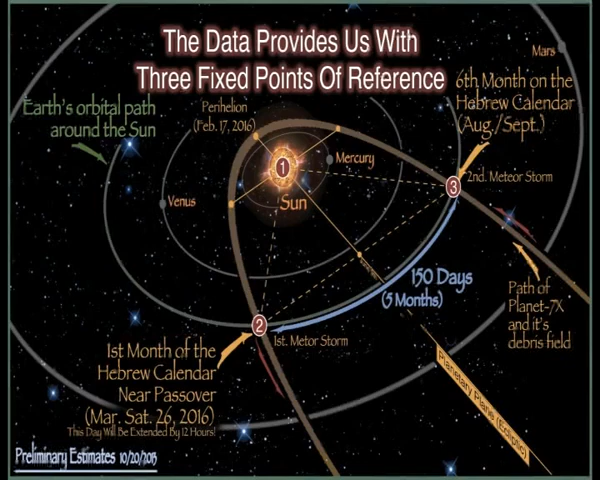 The Data Provides Us With
Three Fixed Points Of Reference
Mars
6th Month on the
Hebrew Calendar
(Aug./Sept.)
Earth's orbital path
around the Sun
Perihelion
(Feb. 17, 2016)
1
Mercury
2nd. Meteor Storm
3
Venus
Sun
150 Days
(5 Months)
Path of
Planet-7X
and it's
debris field
2
1st. Metor Storm
1st Month of the
Hebrew Calendar
Near Passover
(Mar. Sat. 26, 2016)
This Day Will Be Extended By 12 Hours!
Planetary Plane (Ecliptic)
Preliminary Estimates 10/20/2013